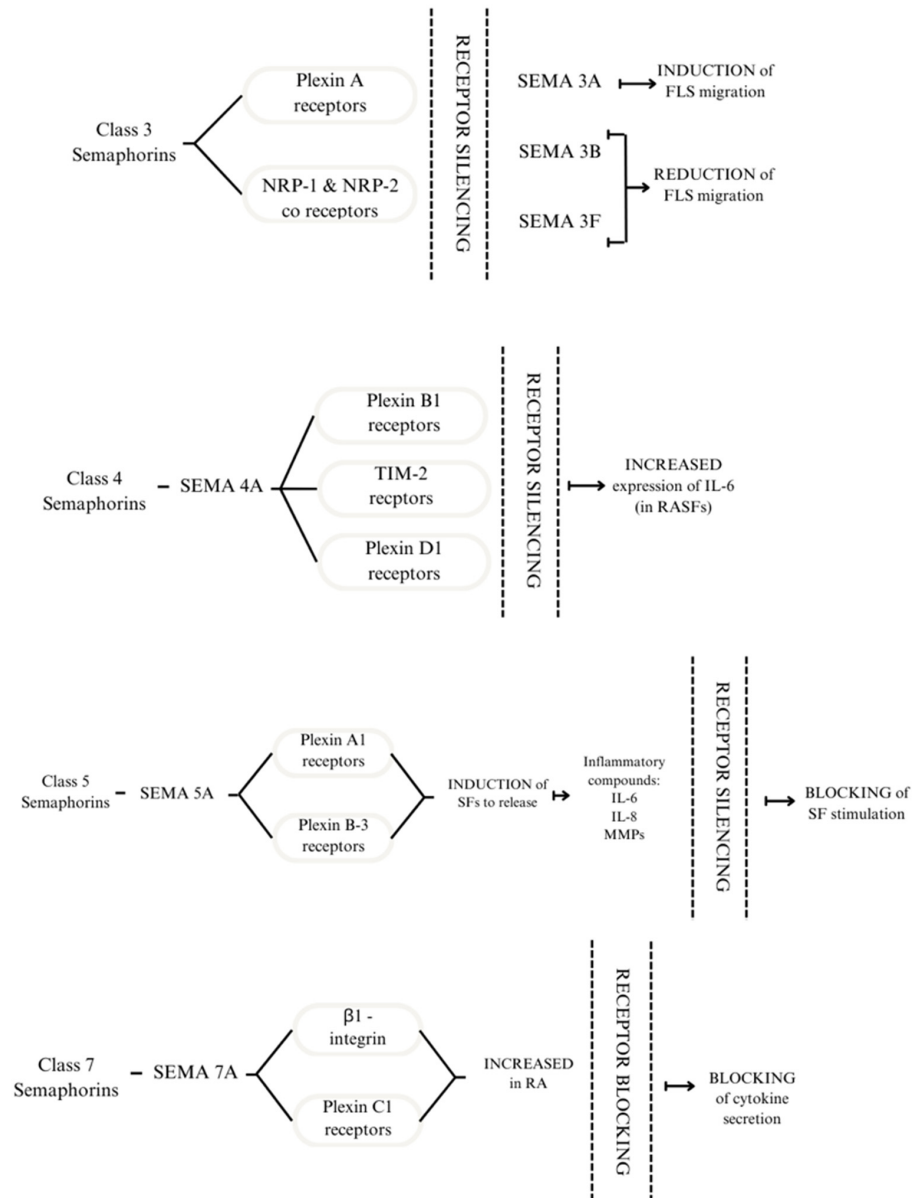 Class 3
Semaphorins
Plexin A
receptors
NRP-1 & NRP-2
co receptors
RECEPTOR SILENCING
SEMA 3A
INDUCTION of
FLS migration
SEMA 3B
SEMA 3F
REDUCTION of
FLS migration
Class 4
Semaphorins
– SEMA 4A
Plexin B1
receptors
TIM-2
recptors
Plexin D1
receptors
RECEPTOR SILENCING
INCREASED
expression of IL-6
(in RASFs)
Class 5
Semaphorins
– SEMA 5A
Plexin A1
receptors
Plexin B-3
receptors
INDUCTION of
SFs to release
Inflammatory
compounds:
IL-6
IL-8
MMPs
RECEPTOR SILENCING
BLOCKING of
SF stimulation
Class 7
Semaphorins
– SEMA 7A
β1 -
integrin
Plexin C1
receptors
INCREASED
in RA
RECEPTOR BLOCKING
BLOCKING
of cytokine
secretion